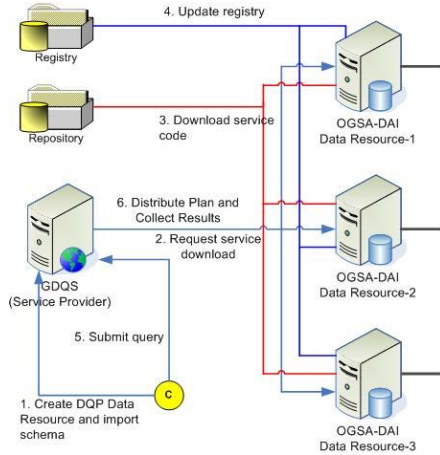 4. Update registry
Registry
3. Download service
code
Repository
OGSA-DAI
Data Resource-1
6. Distribute Plan and
Collect Results
2. Request service
download
GDQS
(Service Provider)
OGSA-DAI
Data Resource-2
5. Submit query
C
1. Create DQP Data
Resource and import
schema
OGSA-DAI
Data Resource-3